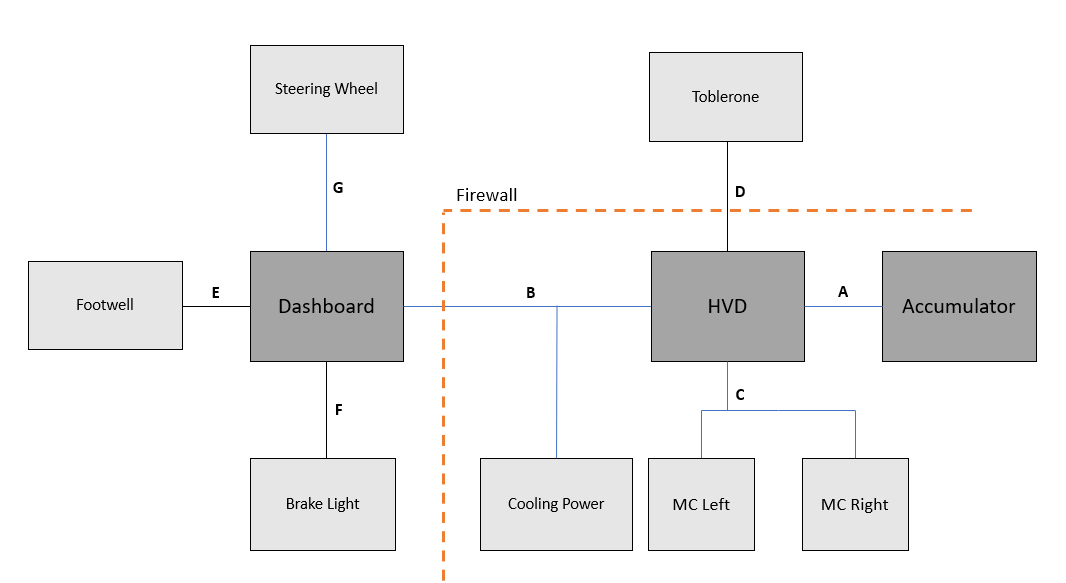 Steering Wheel
Toblerone
G
D
Firewall
Footwell
E
Dashboard
B
HVD
A
Accumulator
F
C
Brake Light
Cooling Power
MC Left
MC Right